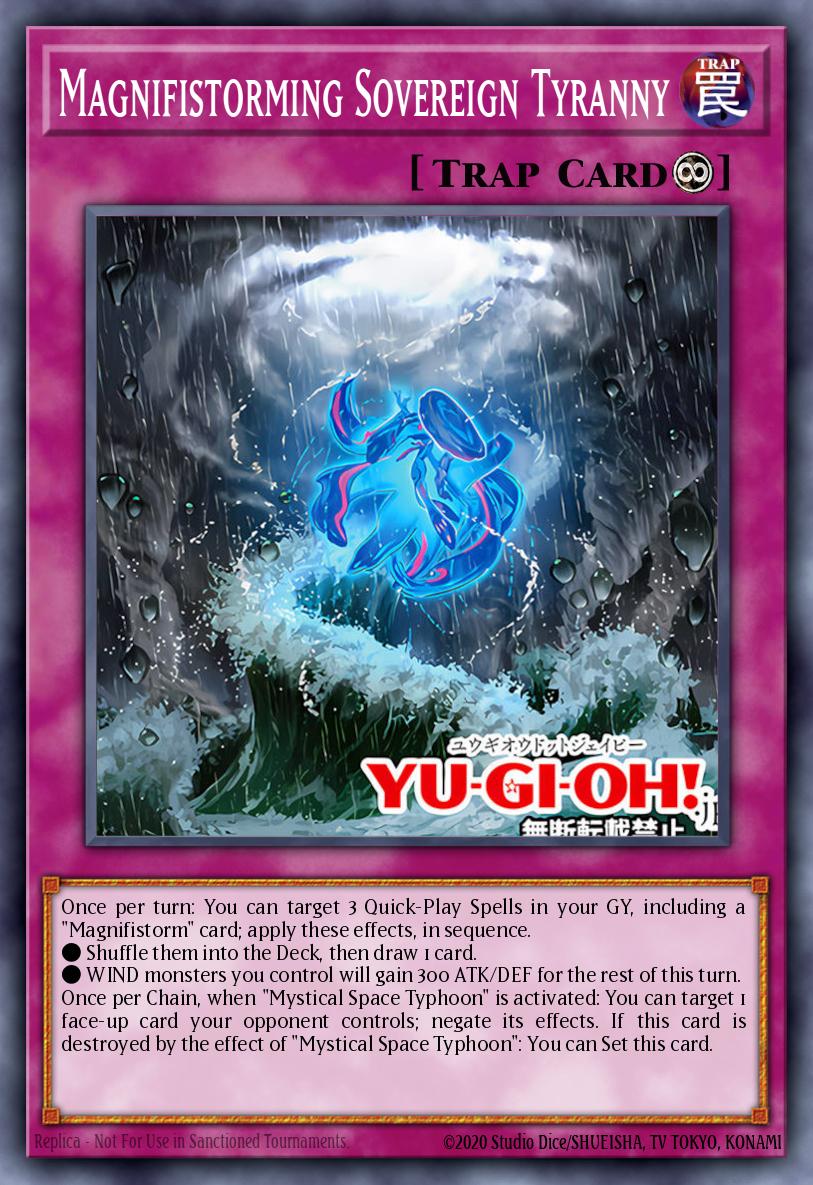 MAGNIFISTORMING SOVEREIGN TYRANNY
TRAP
罠
[TRAP CARD]
ユウギオウドットジェイピー
YU-GI-OH!
無断転載禁止
Once per turn: You can target 3 Quick-Play Spells in your GY, including a
"Magnifistorm" card; apply these effects, in sequence.
● Shuffle them into the Deck, then draw 1 card.
● WIND monsters you control will gain 300 ATK/DEF for the rest of this turn.
Once per Chain, when "Mystical Space Typhoon" is activated: You can target 1
face-up card your opponent controls; negate its effects. If this card is
destroyed by the effect of "Mystical Space Typhoon": You can Set this card.
Replica - Not For Use in Sanctioned Tournaments.
©2020 Studio Dice/SHUEISHA, TV TOKYO, KONAMI